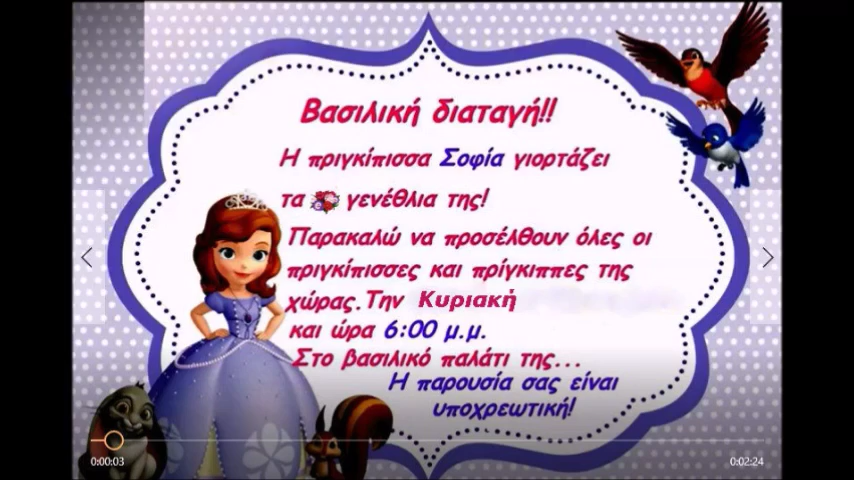 Βασιλική διαταγή!!
Η πριγκίπισσα Σοφία γιορτάζει
τα γενέθλια της!
Παρακαλώ να προσέλθουν όλες οι
πριγκίπισσες και πρίγκιππες της
χώρας.Την Κυριακή
και ώρα 6:00 μ.μ.
Στο βασιλικό παλάτι της...
Η παρουσία σας είναι
υποχρεωτική!
0:00:03 0:02:24